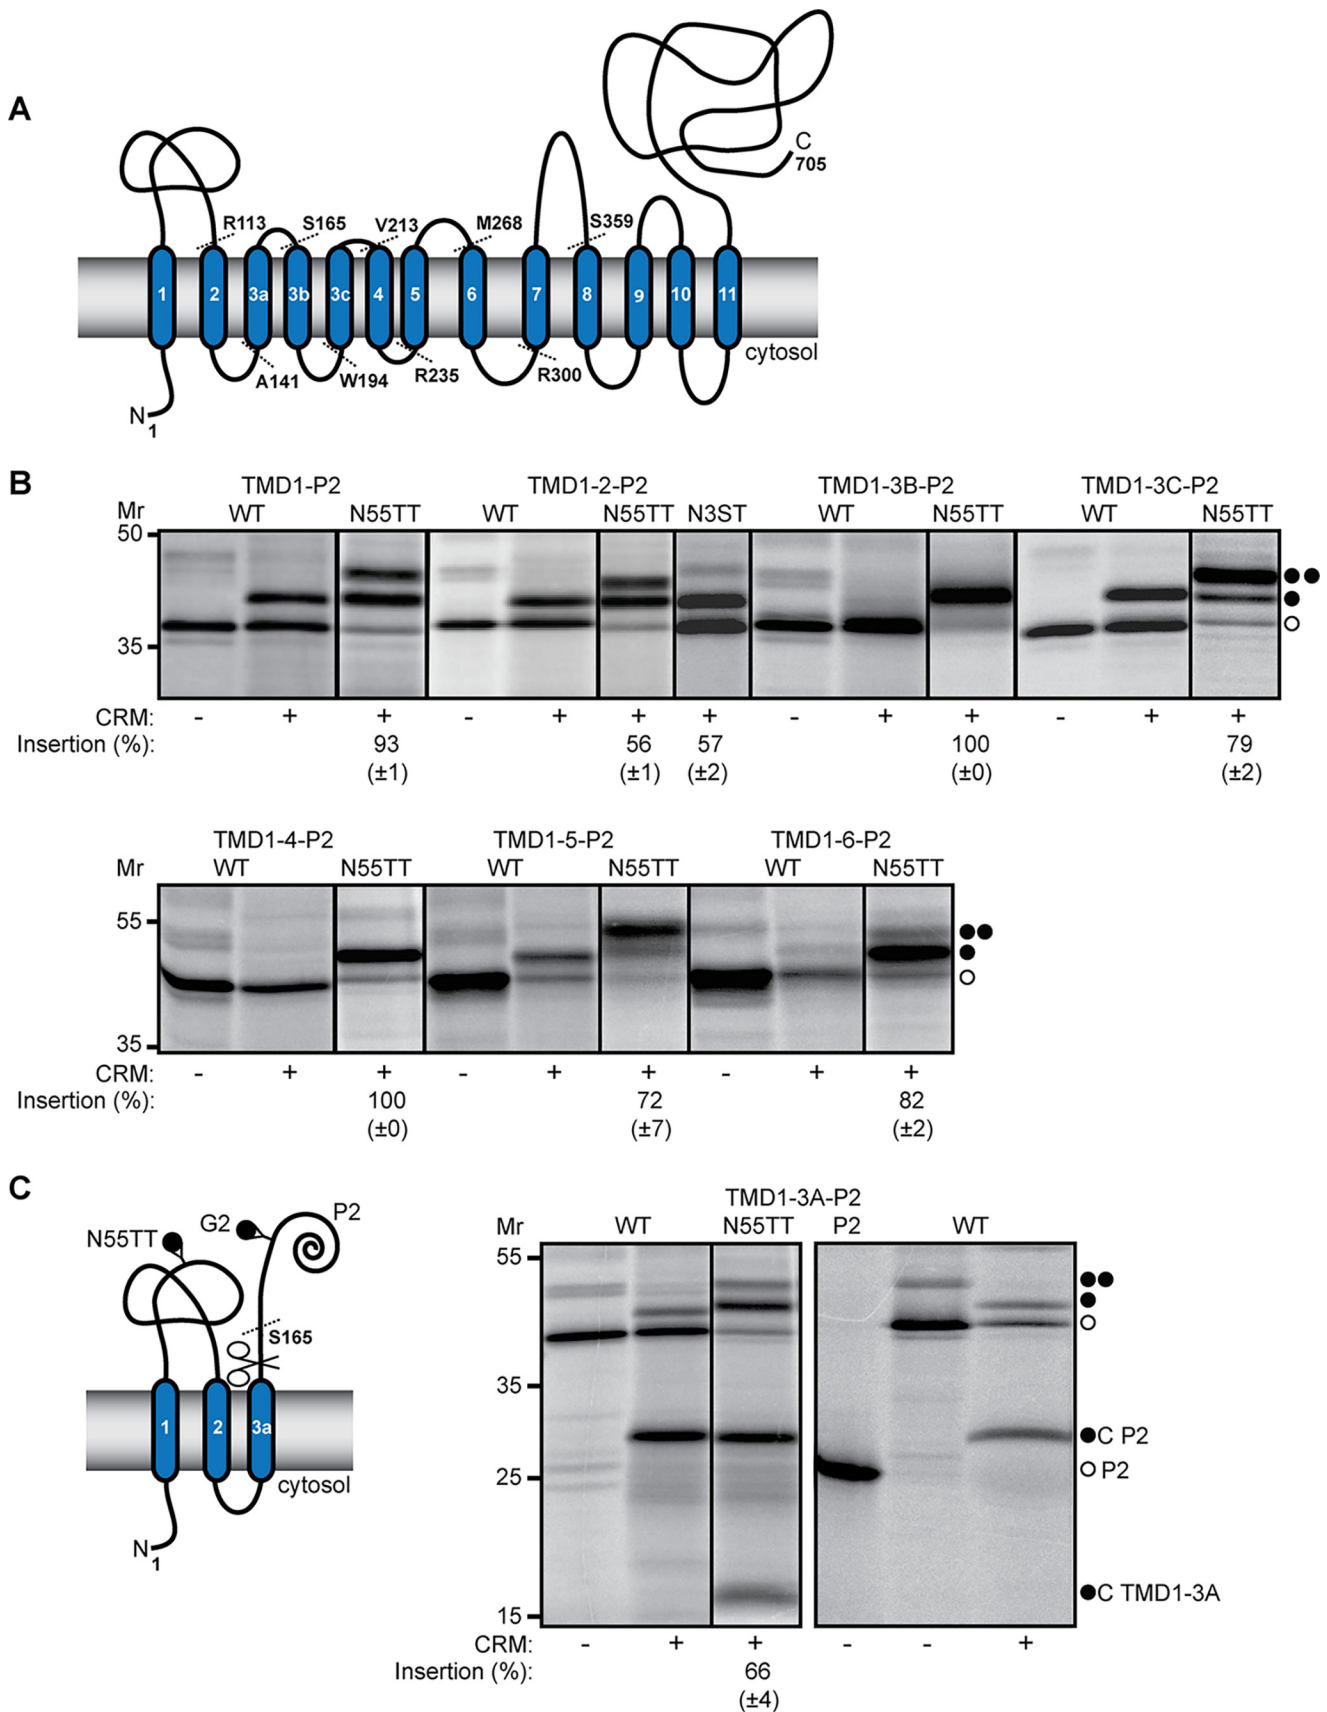 A
C
705
R113 S165 V213 M268 S359
1 2 3a 3b 3c 4 5 6 7 8 9 10 11
cytosol
A141 W194 R235 R300
N
1
B
TMD1-P2 TMD1-2-P2 TMD1-3B-P2 TMD1-3C-P2
Mr WT N55TT WT N55TT N3ST WT N55TT WT N55TT
50
35
CRM: - + + - + + + - + + - + +
Insertion (%): 93 56 57 100 79
(±1) (±1) (±2) (±0) (±2)
TMD1-4-P2 TMD1-5-P2 TMD1-6-P2
Mr WT N55TT WT N55TT WT N55TT
55
35
CRM: - + + - + + - + +
Insertion (%): 100 72 82
(±0) (±7) (±2)
C
N55TT G2 P2
S165
1 2 3a
cytosol
N
1
TMD1-3A-P2
Mr WT N55TT P2 WT
55
35
C P2
P2
25
C TMD1-3A
15
CRM: - + + - - +
Insertion (%): 66
(±4)